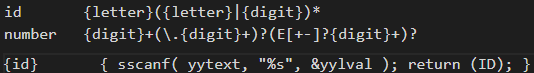 id {letter}({letter}|{digit})*
number {digit}+(\.{digit}+)?(E[+-]?{digit}+)?
{id} { sscanf( yytext, "%s", &yylval ); return (ID); }